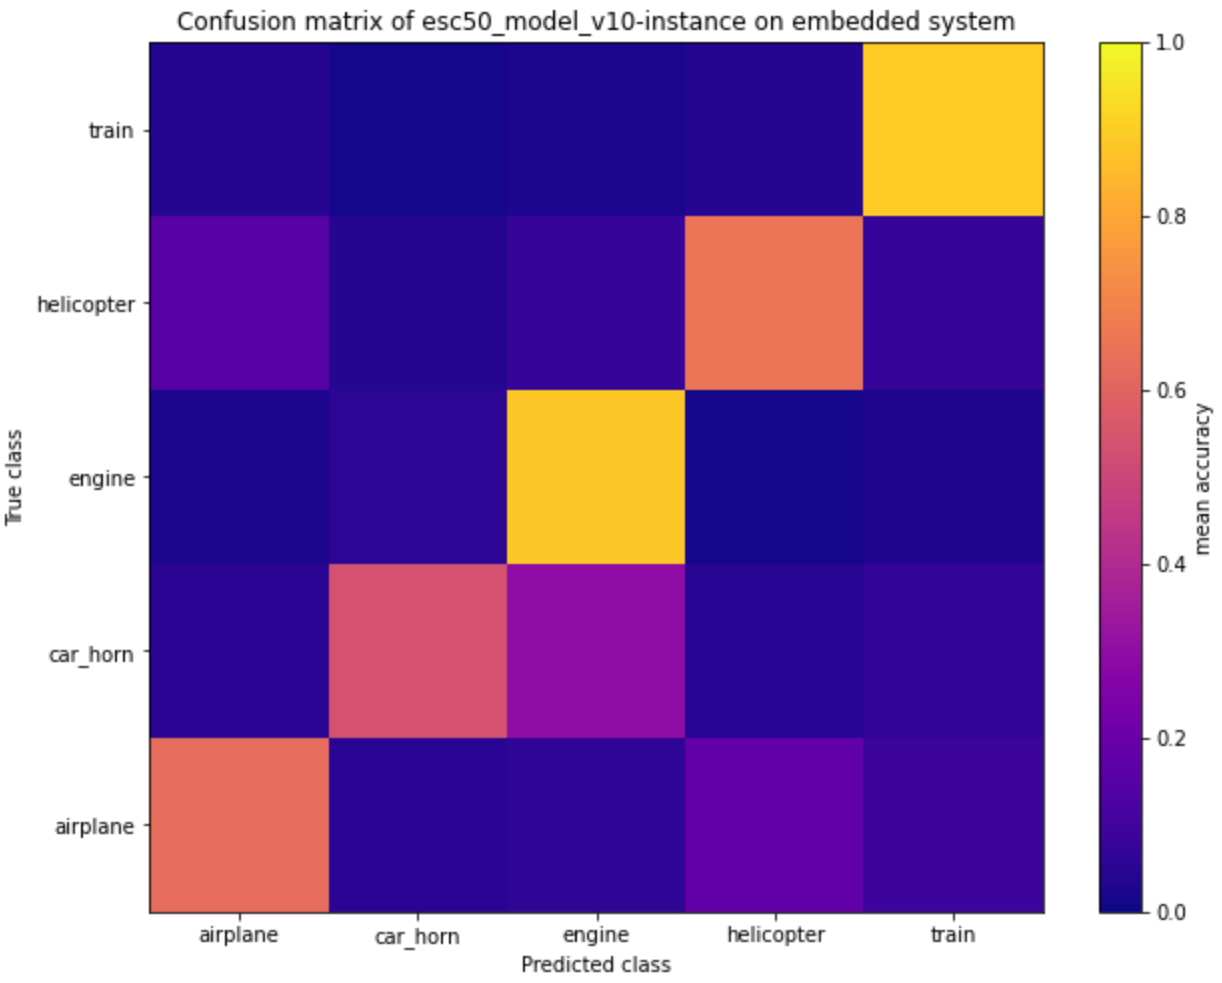 Confusion matrix of esc50_model_v10-instance on embedded system
True class
train
helicopter
engine
car_horn
airplane
airplane car_horn engine helicopter train
Predicted class
1.0
0.8
0.6
0.4
0.2
0.0
mean accuracy